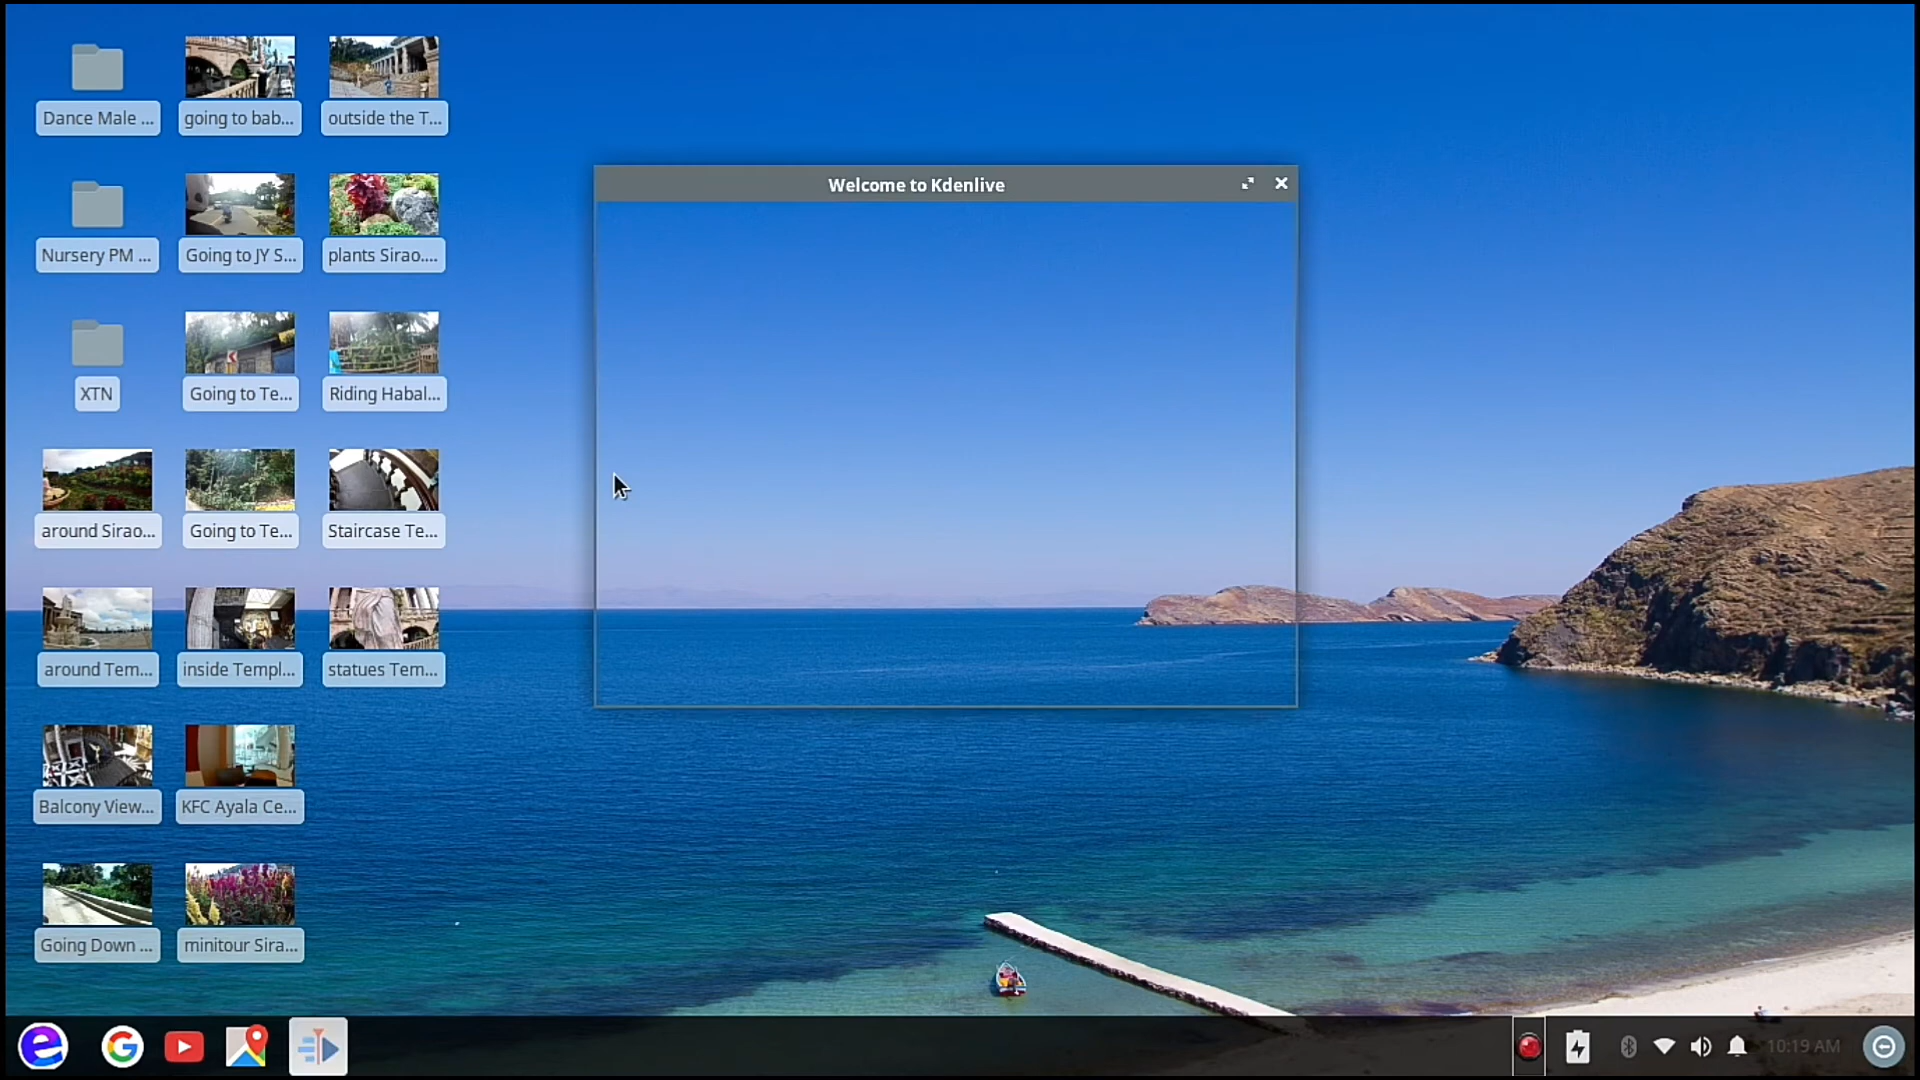 Dance Male ...
going to bab...
outside the T...
Nursery PM ...
Going to JY S...
plants Sirao....
XTN
Going to Te...
Riding Habal...
around Sirao...
Going to Te...
Staircase Te...
around Tem...
inside Templ...
statues Tem...
Balcony View...
KFC Ayala Ce...
Going Down ...
minitour Sira...
Welcome to Kdenlive
10:19 AM